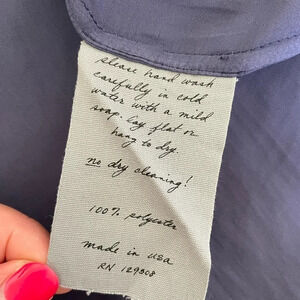 please hand wash
carefully in cold
water with a mild
soap. lay flat or
hang to dry.
no dry cleaning!
100% polyester
made in usa
RN 129308